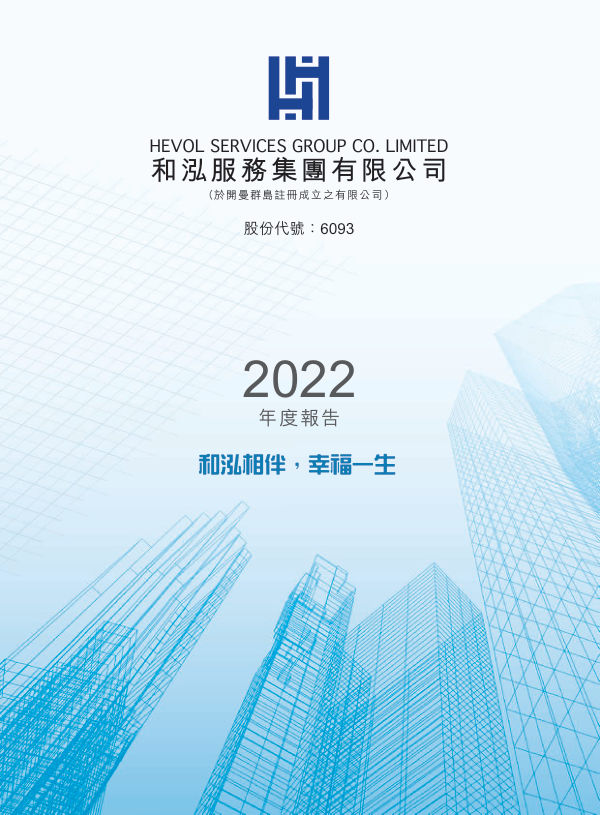 HEVOL SERVICES GROUP CO. LIMITED
和泓服務集團有限公司
（於開曼群島註冊成立之有限公司）
股份代號：6093
2022
年度報告
和泓相伴，幸福一生